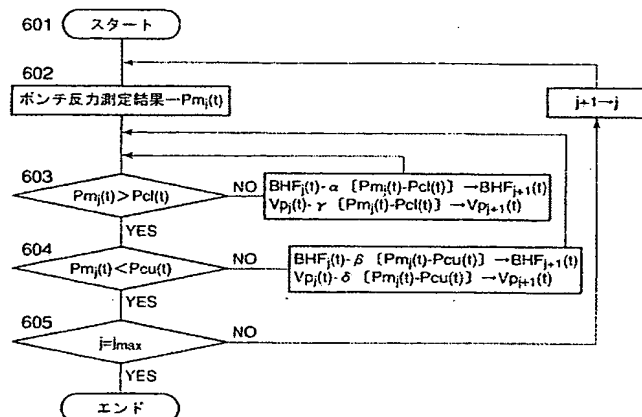 601
スタート
602
ポンチ反力測定結果→Pmj(t)
j+1→j
603
Pmj(t)>Pcl(t)
NO
BHFj(t)-α〔Pmj(t)-Pcl(t)〕→BHFj+1(t)
Vpj(t)-γ〔Pmj(t)-Pcl(t)〕→Vpj+1(t)
YES
604
Pmj(t)<Pcu(t)
NO
BHFj(t)-β〔Pmj(t)-Pcu(t)〕→BHFj+1(t)
Vpj(t)-δ〔Pmj(t)-Pcu(t)〕→Vpj+1(t)
YES
605
j=jmax
NO
YES
エンド